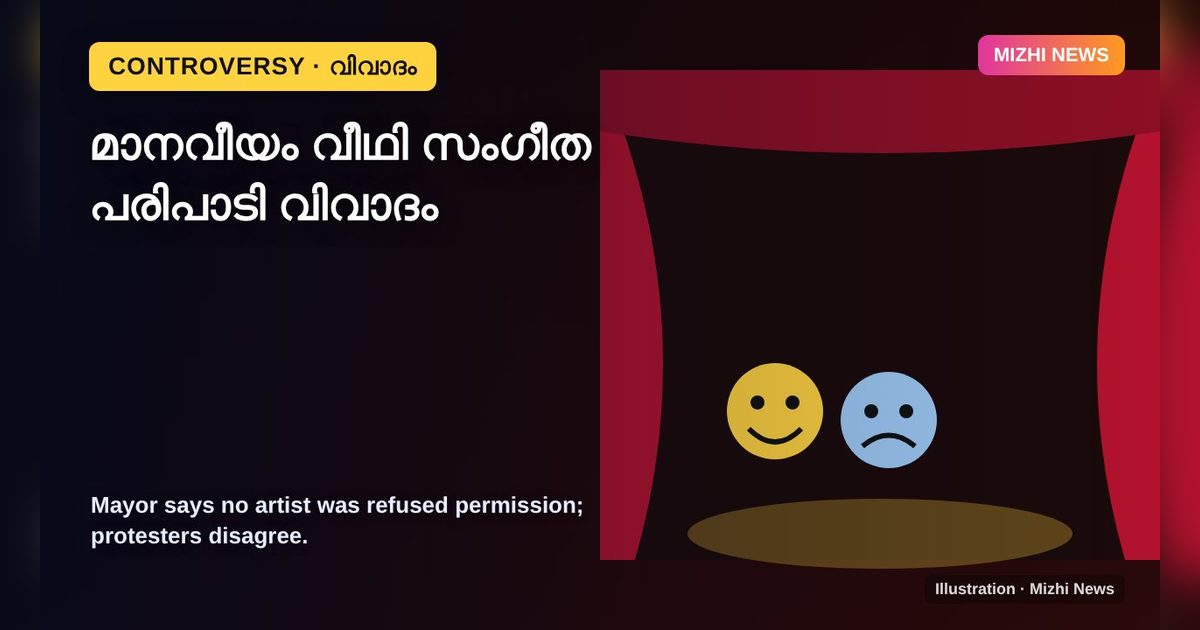 CONTROVERSY · വിവാദം
MIZHI NEWS
മാനവീയം വീഥി സംഗീത
പരിപാടി വിവാദം
Mayor says no artist was refused permission;
protesters disagree.
Illustration · Mizhi News